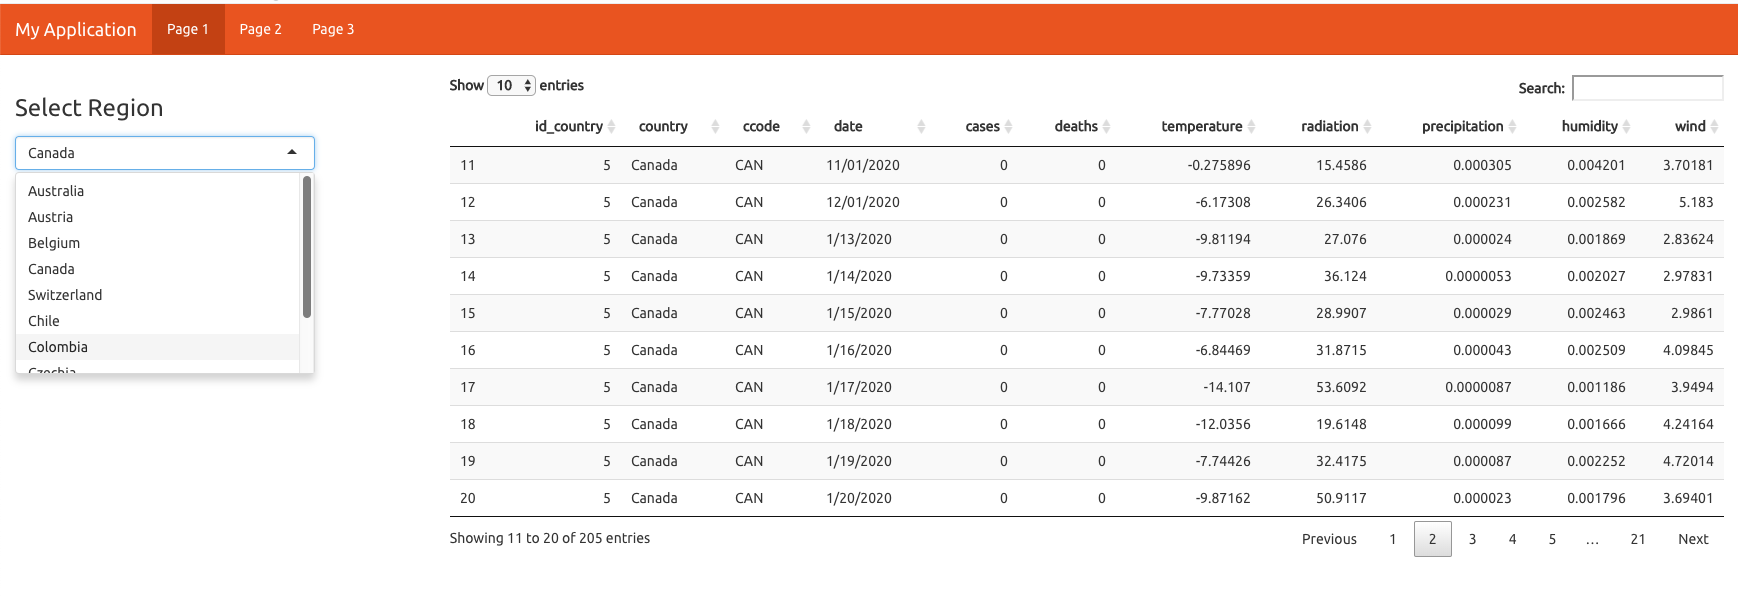 My Application Page 1 Page 2 Page 3
Select Region
Canada
Australia
Austria
Belgium
Canada
Switzerland
Chile
Colombia
Czechia
Show 10 entries
Search:
id_country country ccode date cases deaths temperature radiation precipitation humidity wind
11 5 Canada CAN 11/01/2020 0 0 -0.275896 15.4586 0.000305 0.004201 3.70181
12 5 Canada CAN 12/01/2020 0 0 -6.17308 26.3406 0.000231 0.002582 5.183
13 5 Canada CAN 1/13/2020 0 0 -9.81194 27.076 0.000024 0.001869 2.83624
14 5 Canada CAN 1/14/2020 0 0 -9.73359 36.124 0.0000053 0.002027 2.97831
15 5 Canada CAN 1/15/2020 0 0 -7.77028 28.9907 0.000029 0.002463 2.9861
16 5 Canada CAN 1/16/2020 0 0 -6.84469 31.8715 0.000043 0.002509 4.09845
17 5 Canada CAN 1/17/2020 0 0 -14.107 53.6092 0.0000087 0.001186 3.9494
18 5 Canada CAN 1/18/2020 0 0 -12.0356 19.6148 0.000099 0.001666 4.24164
19 5 Canada CAN 1/19/2020 0 0 -7.74426 32.4175 0.000087 0.002252 4.72014
20 5 Canada CAN 1/20/2020 0 0 -9.87162 50.9117 0.000023 0.001796 3.69401
Showing 11 to 20 of 205 entries
Previous 1 2 3 4 5 … 21 Next